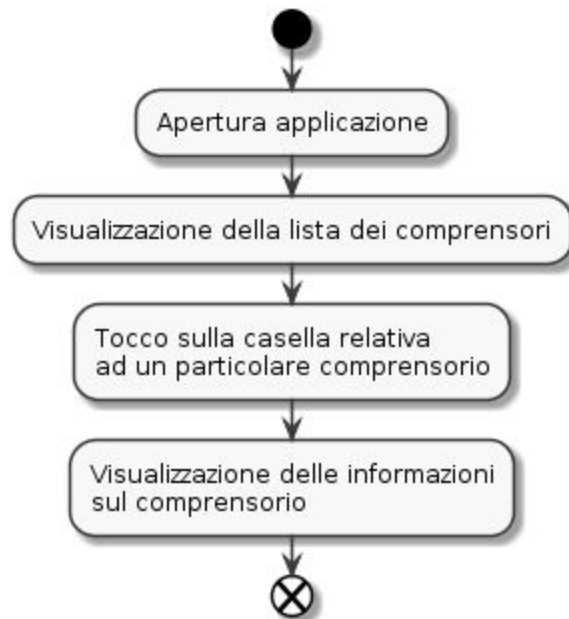 Apertura applicazione
Visualizzazione della lista dei comprensori
Tocco sulla casella relativa
ad un particolare comprensorio
Visualizzazione delle informazioni
sul comprensorio